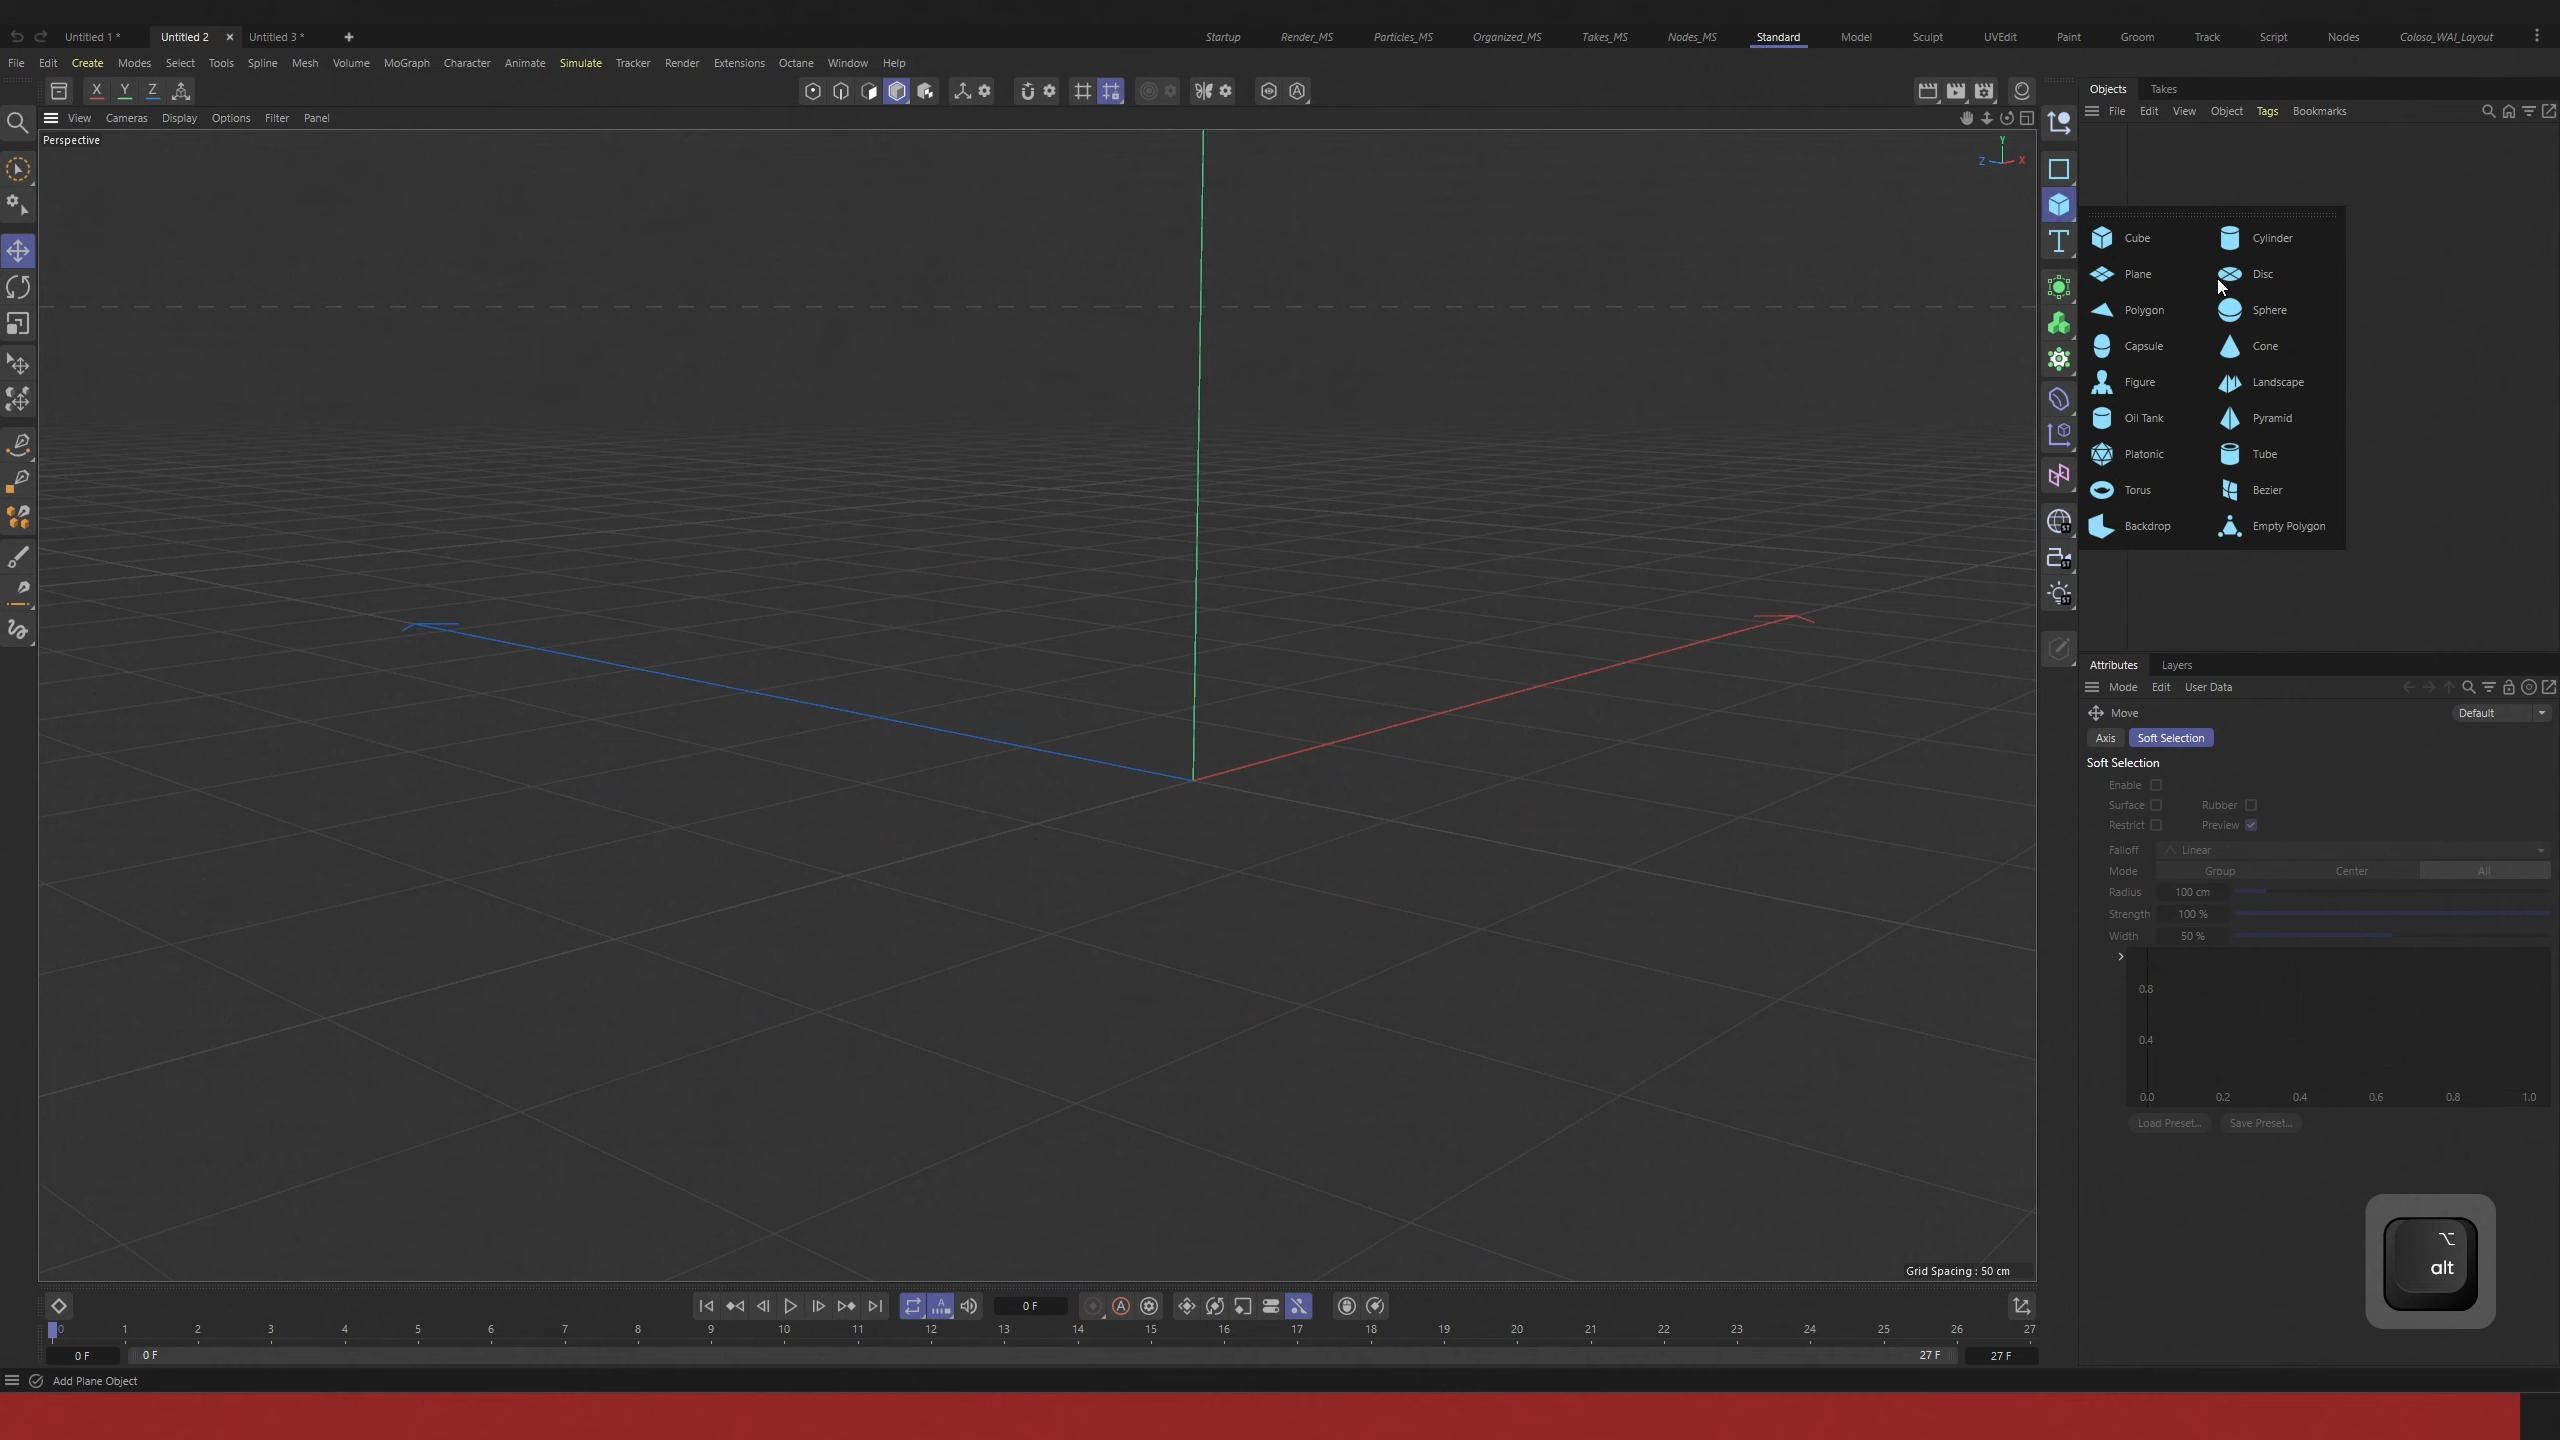 Untitled 1 * Untitled 2 × Untitled 3 * + Startup Render_MS Particles_MS Organized_MS Takes_MS Nodes_MS Standard Model Sculpt UVEdit Paint Groom Track Script Nodes Coloso_WAI_Layout
File Edit Create Modes Select Tools Spline Mesh Volume MoGraph Character Animate Simulate Tracker Render Extensions Octane Window Help
X Y Z
Objects Takes
File Edit View Object Tags Bookmarks
View Cameras Display Options Filter Panel
Perspective
Y
Z X
Cube Cylinder
Plane Disc
Polygon Sphere
Capsule Cone
Figure Landscape
Oil Tank Pyramid
Platonic Tube
Torus Bezier
Backdrop Empty Polygon
ST
ST
ST
Attributes Layers
Mode Edit User Data
Move Default
Axis Soft Selection
Soft Selection
Enable
Surface Rubber
Restrict Preview
Falloff Linear
Mode Group Center All
Radius 100 cm
Strength 100 %
Width 50 %
0.8
0.4
0.0 0.2 0.4 0.6 0.8 1.0
Load Preset... Save Preset...
alt
Grid Spacing : 50 cm
A 0 F A
0 1 2 3 4 5 6 7 8 9 10 11 12 13 14 15 16 17 18 19 20 21 22 23 24 25 26 27
0 F 0 F 27 F 27 F
Add Plane Object